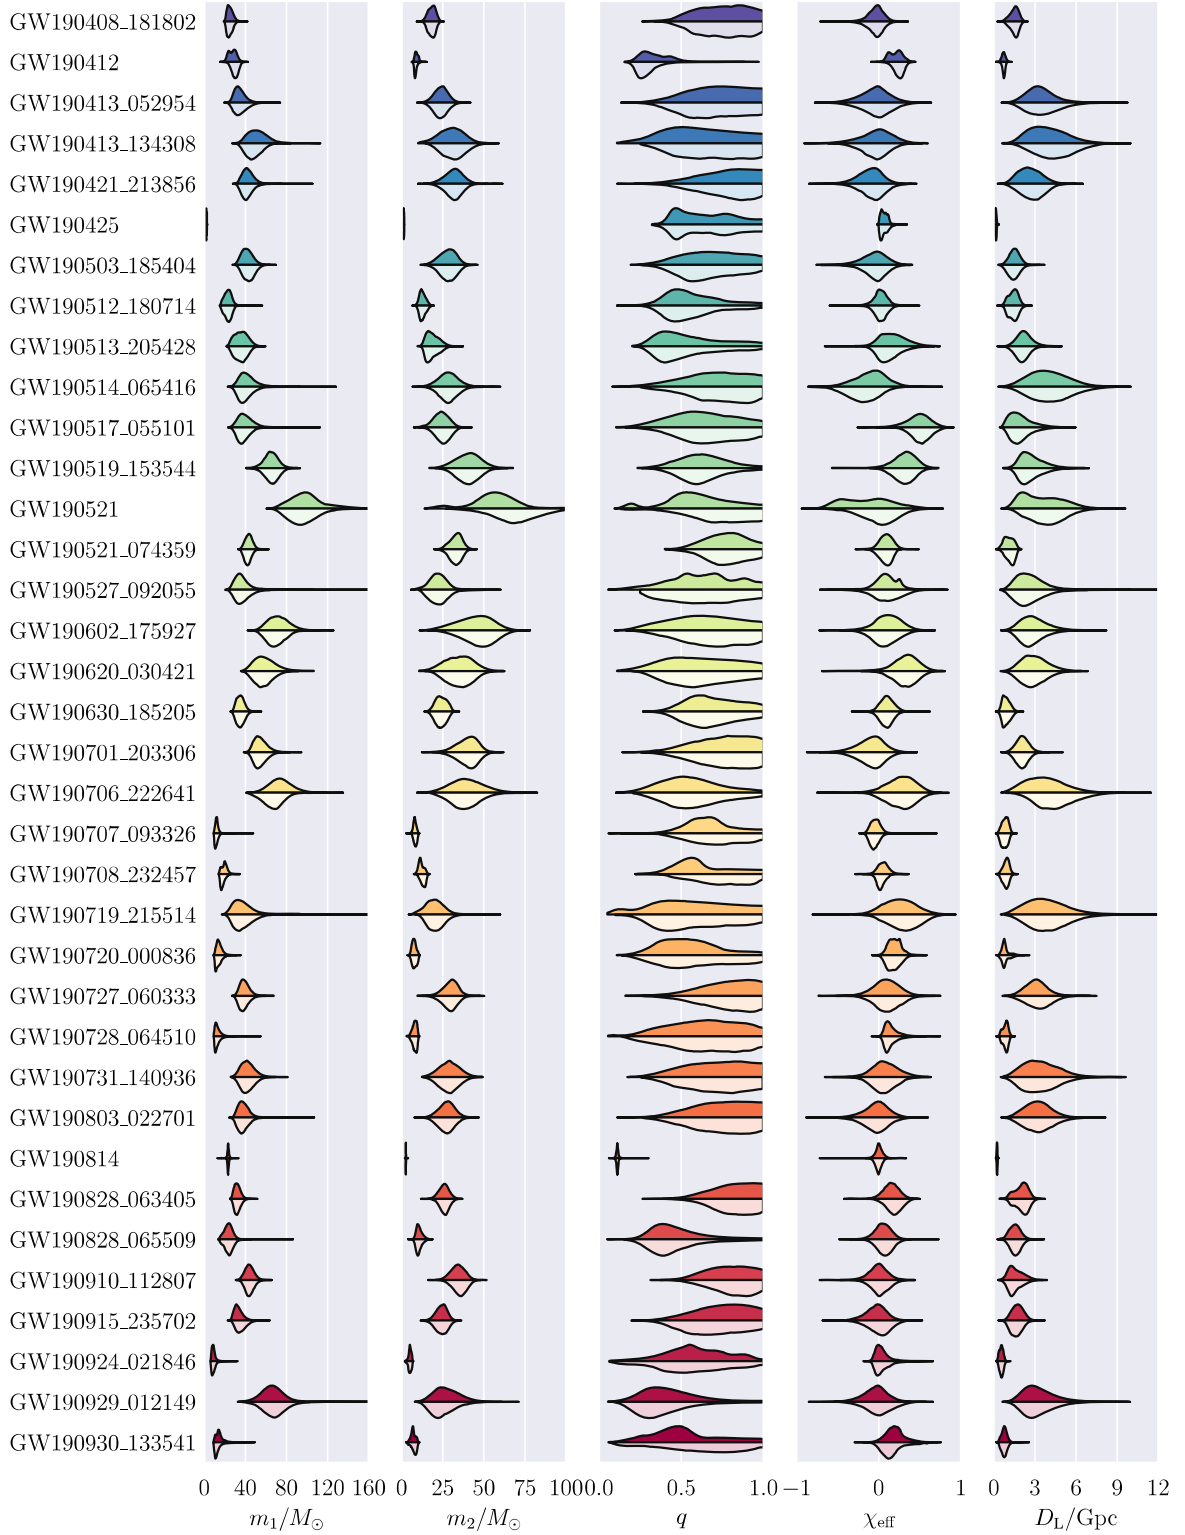 GW190408_181802
GW190412
GW190413_052954
GW190413_134308
GW190421_213856
GW190425
GW190503_185404
GW190512_180714
GW190513_205428
GW190514_065416
GW190517_055101
GW190519_153544
GW190521
GW190521_074359
GW190527_092055
GW190602_175927
GW190620_030421
GW190630_185205
GW190701_203306
GW190706_222641
GW190707_093326
GW190708_232457
GW190719_215514
GW190720_000836
GW190727_060333
GW190728_064510
GW190731_140936
GW190803_022701
GW190814
GW190828_063405
GW190828_065509
GW190910_112807
GW190915_235702
GW190924_021846
GW190929_012149
GW190930_133541
0 40 80 120 160 0 25 50 75 100 0.0 0.5 1.0 −1 0 1 0 3 6 9 12
m₁/M☉ m₂/M☉ q χeff DL/Gpc